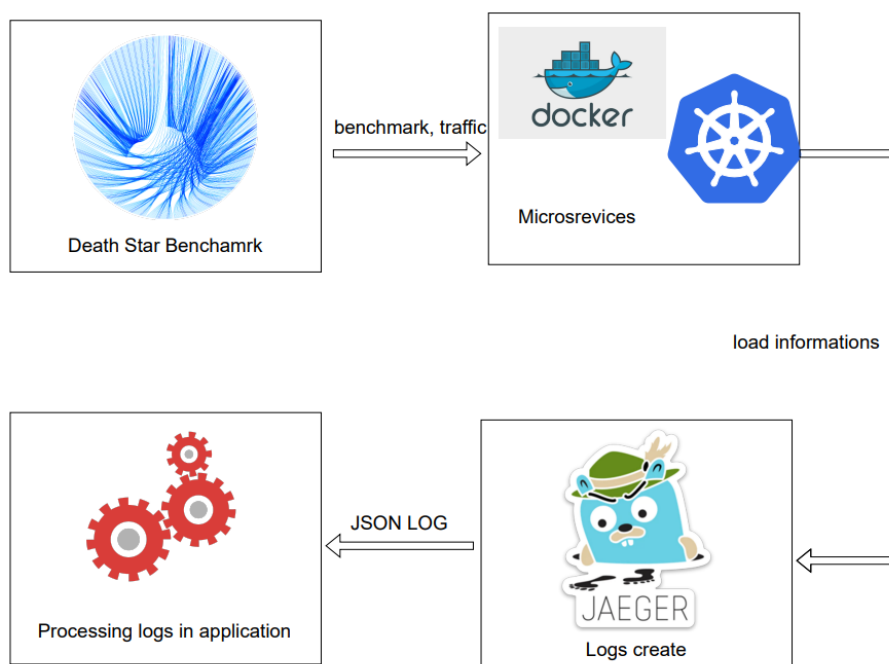 benchmark, traffic
docker
Microsrevices
Death Star Benchamrk
load informations
JSON LOG
JAEGER
Processing logs in application
Logs create